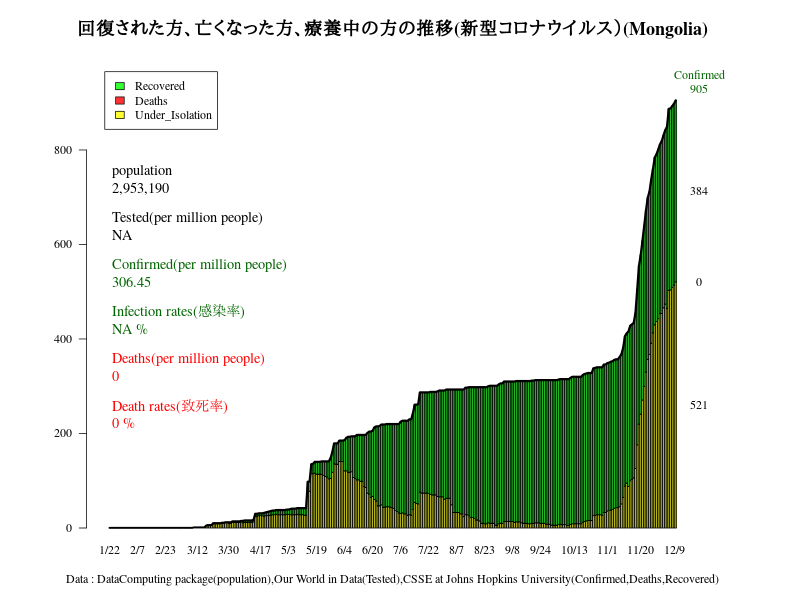 回復された方、亡くなった方、療養中の方の推移(新型コロナウイルス）(Mongolia)
Confirmed
905
Recovered
Deaths
Under_Isolation
800
600
400
200
0
population
2,953,190
Tested(per million people)
NA
Confirmed(per million people)
306.45
Infection rates(感染率)
NA %
Deaths(per million people)
0
Death rates(致死率)
0 %
384
0
521
1/22 2/7 2/23 3/12 3/30 4/17 5/3 5/19 6/4 6/20 7/6 7/22 8/7 8/23 9/8 9/24 10/13 11/1 11/20 12/9
Data : DataComputing package(population),Our World in Data(Tested),CSSE at Johns Hopkins University(Confirmed,Deaths,Recovered)